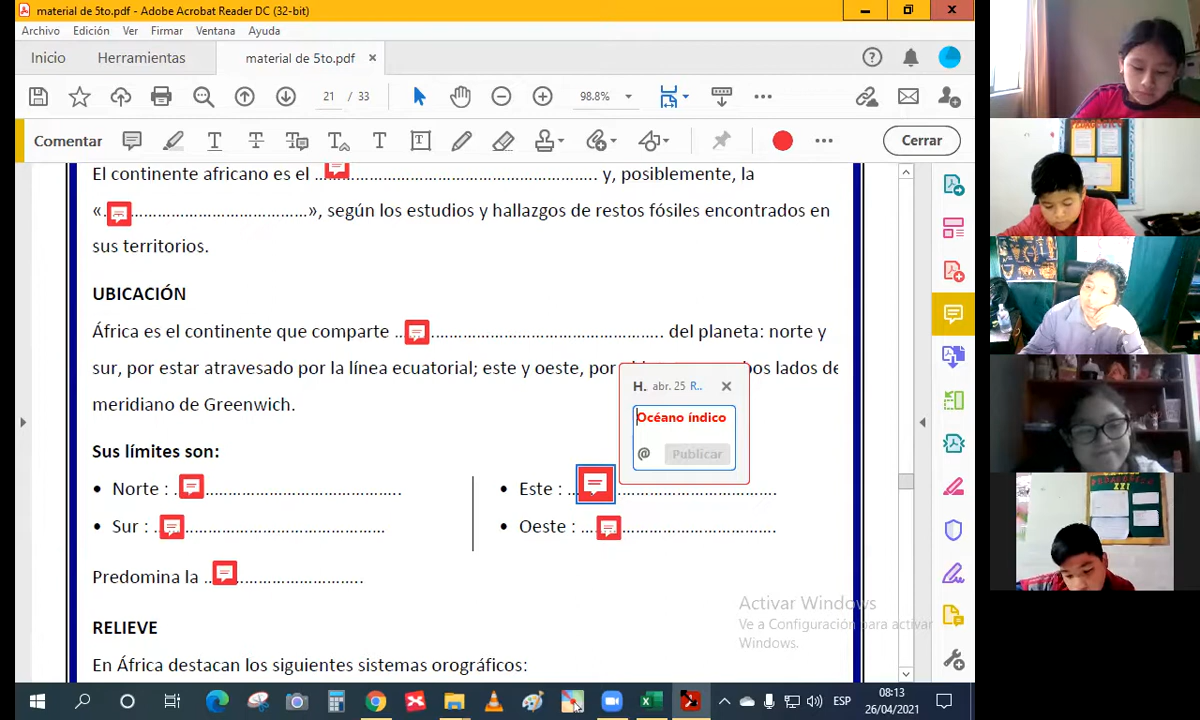 material de 5to.pdf - Adobe Acrobat Reader DC (32-bit)
Archivo Edición Ver Firmar Ventana Ayuda
Inicio Herramientas material de 5to.pdf
21 / 33 98.8%
Comentar Cerrar
El continente africano es el ........................................................ y, posiblemente, la
«......................................», según los estudios y hallazgos de restos fósiles encontrados en
sus territorios.
UBICACIÓN
África es el continente que comparte .................................................. del planeta: norte y
sur, por estar atravesado por la línea ecuatorial; este y oeste, por bos lados de
meridiano de Greenwich.
H. abr. 25 R..
Océano índico
@ Publicar
Sus límites son:
• Norte : ........................................
• Sur : ........................................
• Este : ........................................
• Oeste : ........................................
Predomina la ..............................
RELIEVE
En África destacan los siguientes sistemas orográficos:
Activar Windows
Ve a Configuración para activar
Windows.
ESP
08:13
26/04/2021